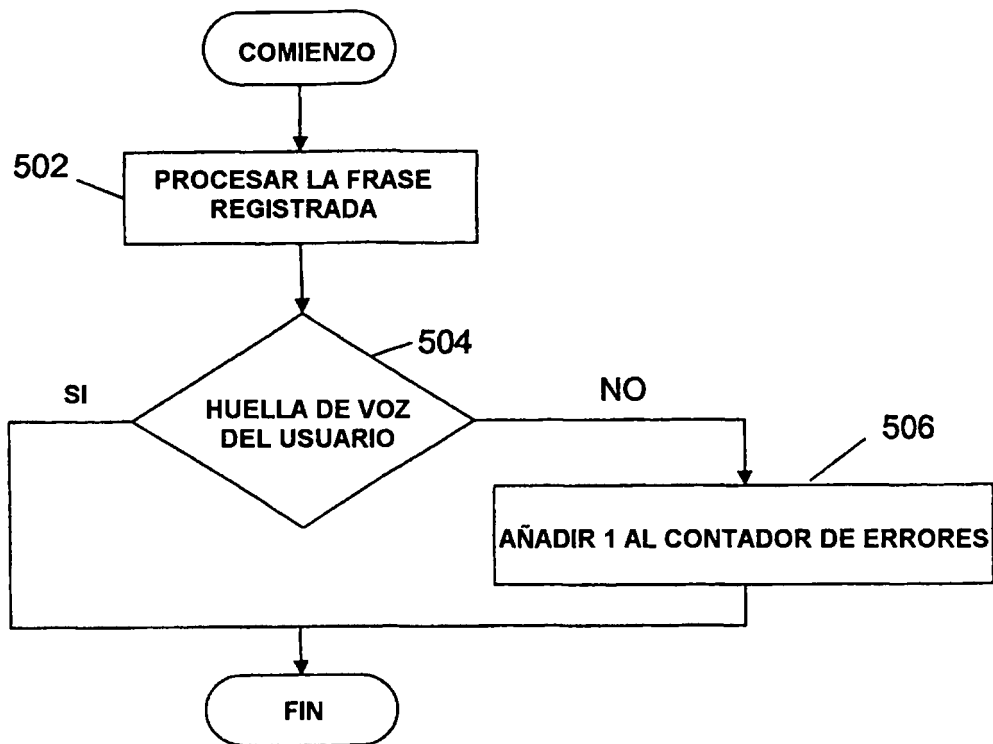 COMIENZO
502
PROCESAR LA FRASE
REGISTRADA
504
SI
HUELLA DE VOZ
DEL USUARIO
NO
506
AÑADIR 1 AL CONTADOR DE ERRORES
FIN